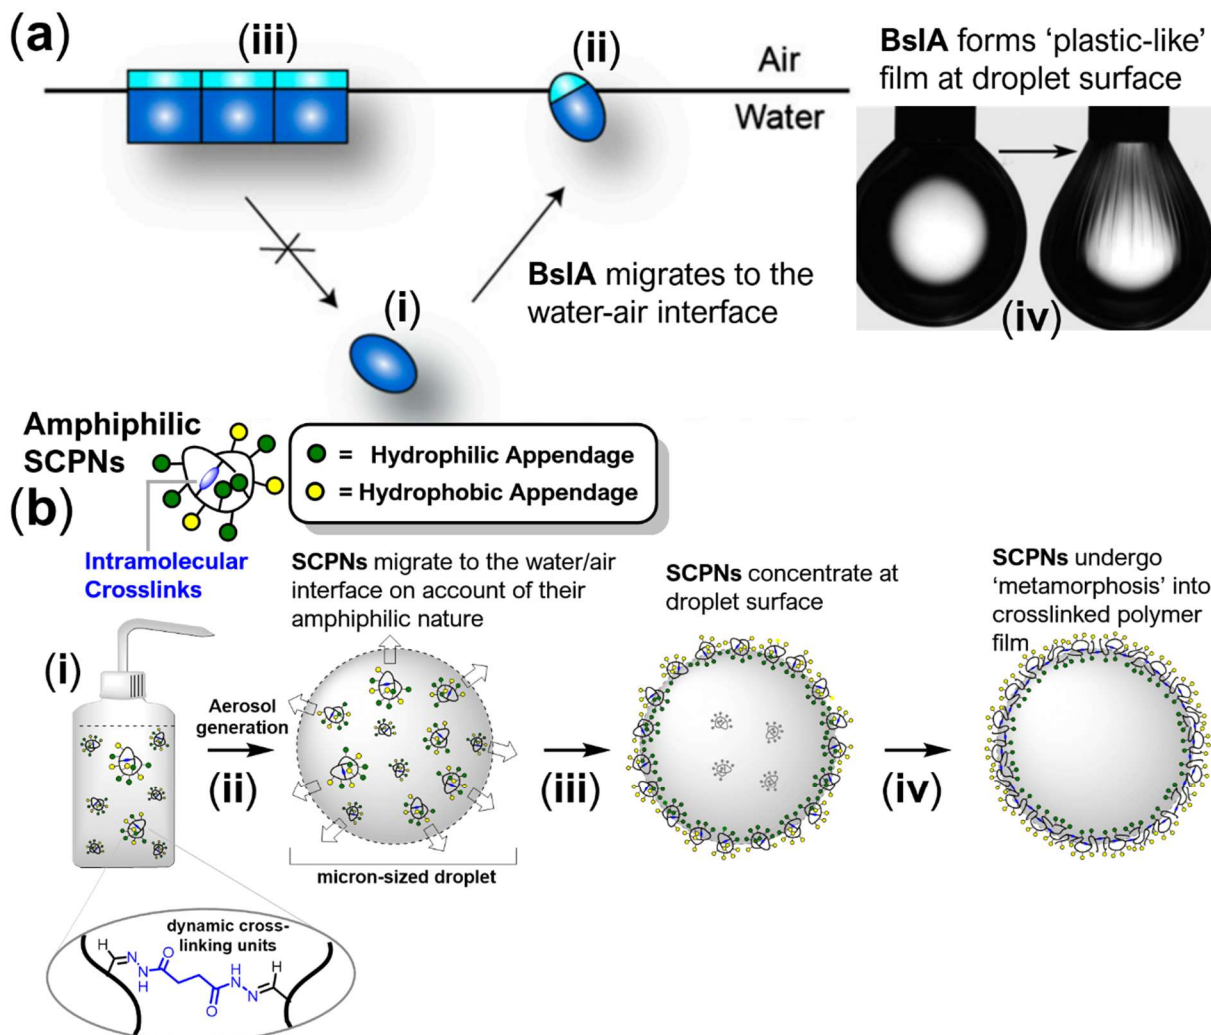 (a)
(iii)
(ii)
Air
Water
BslA forms ‘plastic-like’
film at droplet surface
BslA migrates to the
water-air interface
(i)
(iv)
Amphiphilic
SCPNs
= Hydrophilic Appendage
= Hydrophobic Appendage
(b)
Intramolecular
Crosslinks
SCPNs migrate to the water/air
interface on account of their
amphiphilic nature
SCPNs concentrate at
droplet surface
SCPNs undergo
‘metamorphosis’ into
crosslinked polymer
film
(i)
Aerosol
generation
(ii)
(iii)
(iv)
micron-sized droplet
dynamic cross-
linking units
H
N
N
H
O
O
H
N
N
H